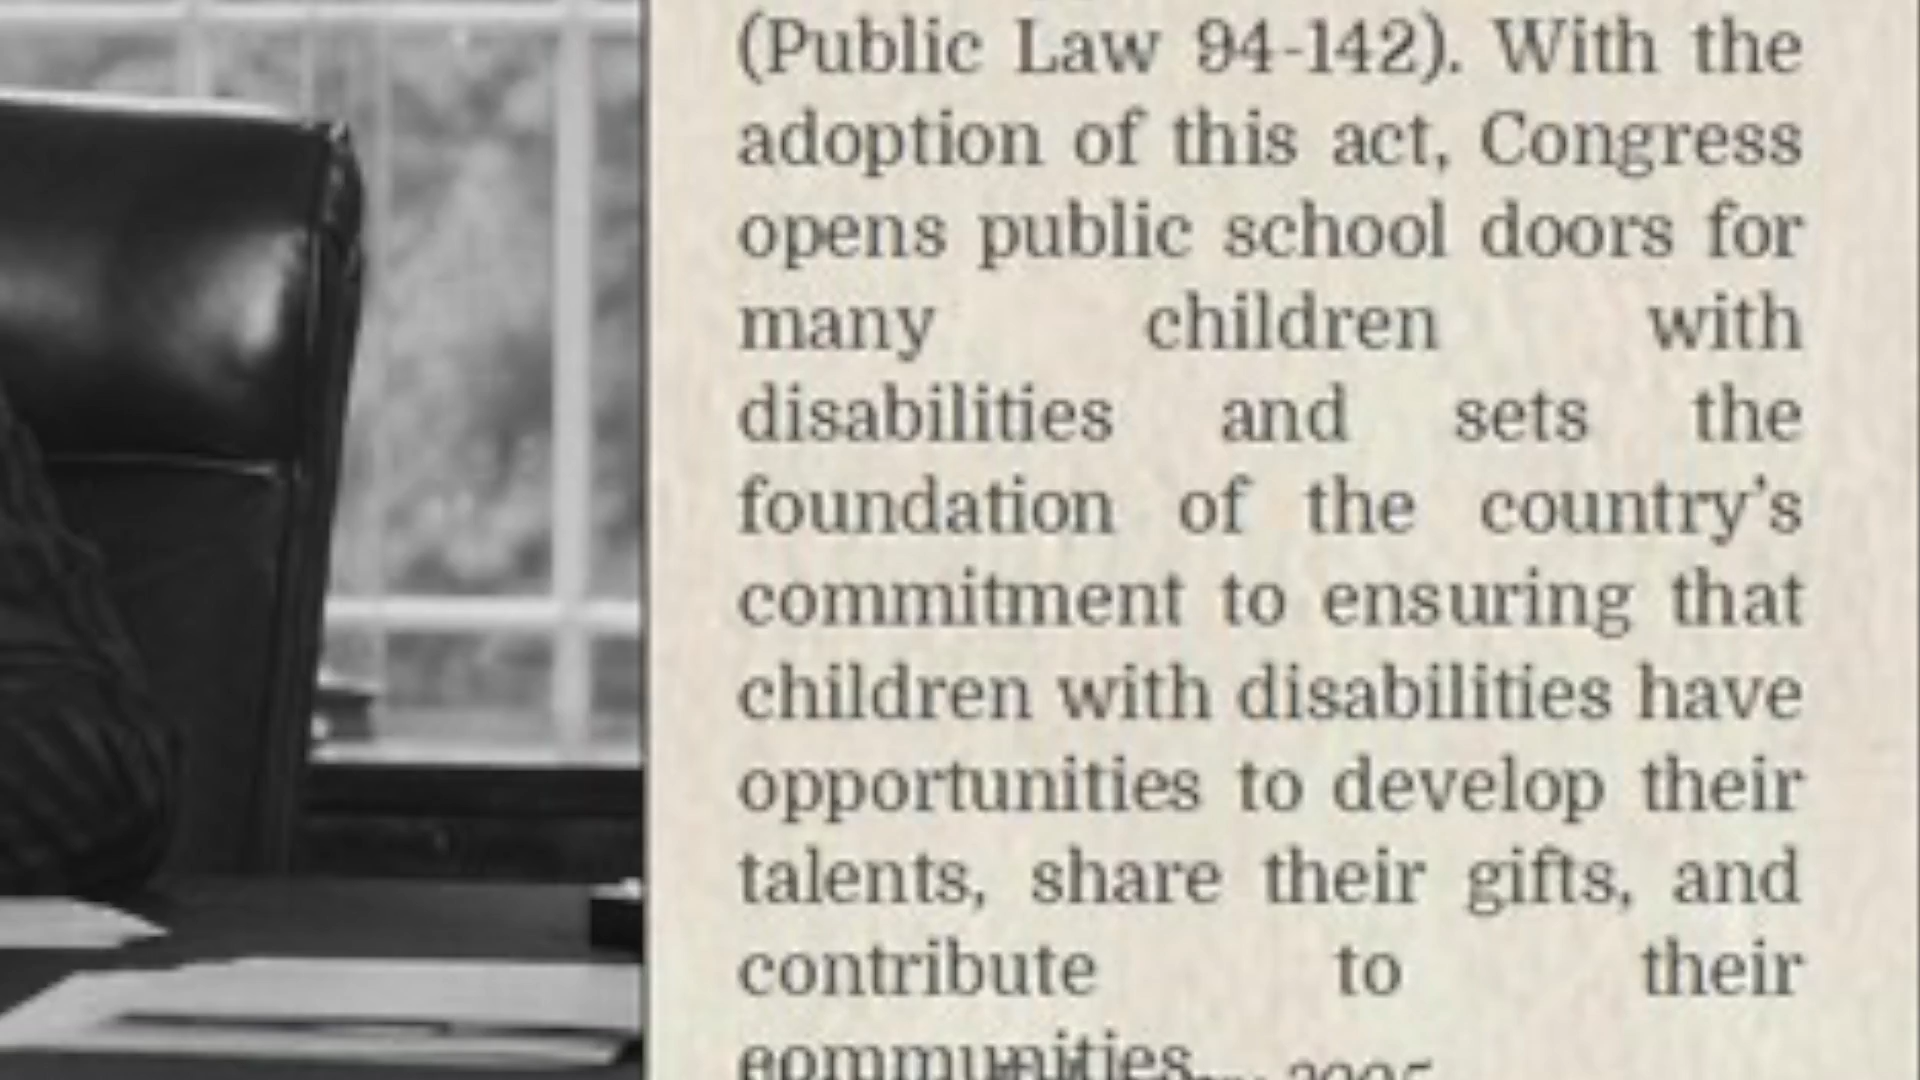 (Public Law 94-142). With the
adoption of this act, Congress
opens public school doors for
many children with
disabilities and sets the
foundation of the country’s
commitment to ensuring that
children with disabilities have
opportunities to develop their
talents, share their gifts, and
contribute to their
communities.